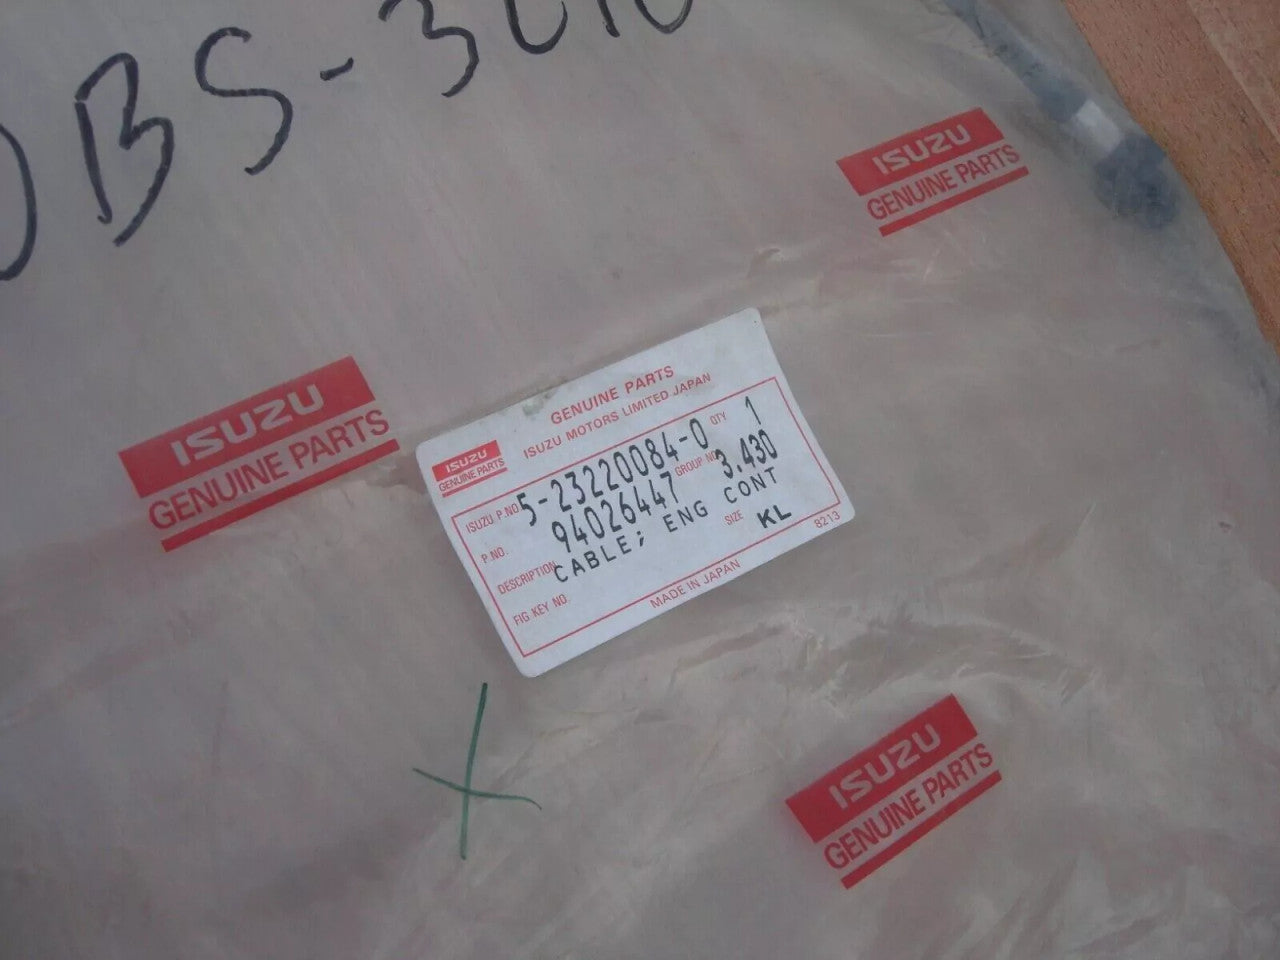 OBS-
ISUZU
GENUINE PARTS
ISUZU
GENUINE PARTS
ISUZU
GENUINE PARTS
GENUINE PARTS
ISUZU MOTORS LIMITED JAPAN
ISUZU P.NO. 5-23220084-0 QTY 1
P.NO. 94026447 GROUP NO. 3.430
DESCRIPTION CABLE; ENG CONT
FIG KEY NO. SIZE KL
MADE IN JAPAN 8213
ISUZU
GENUINE PARTS